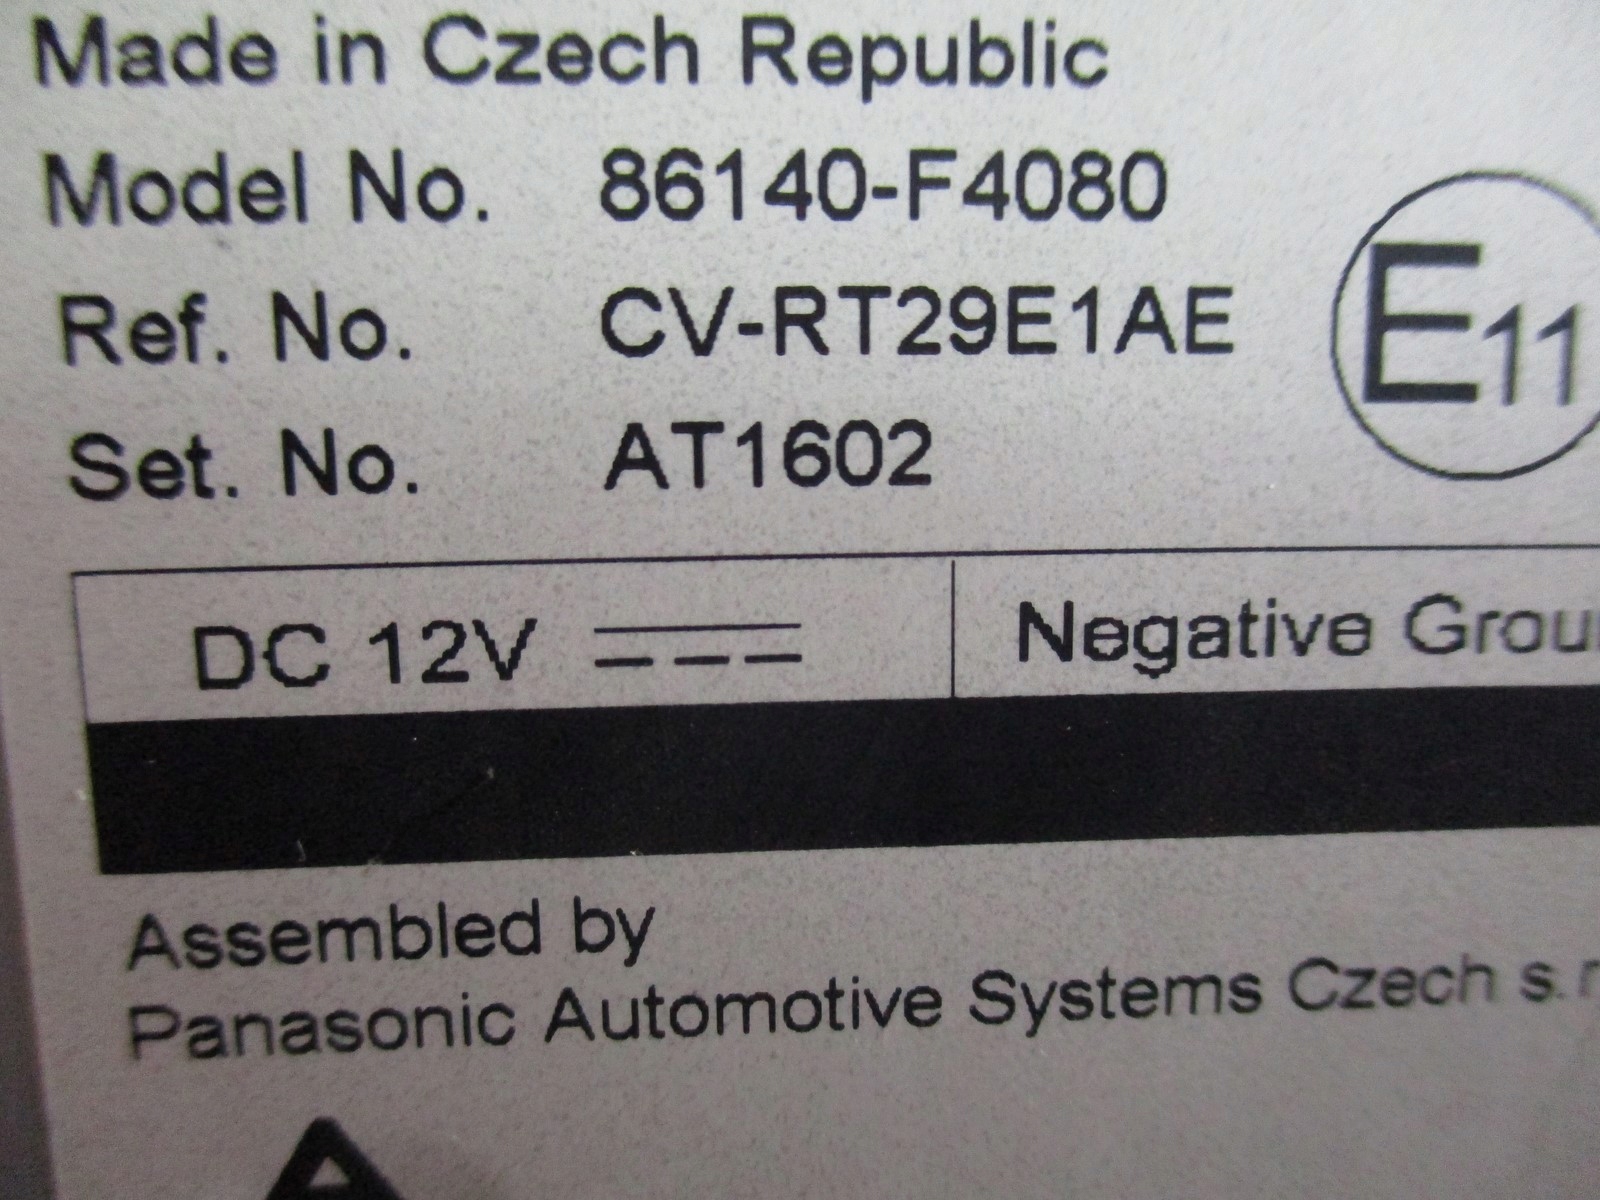 Made in Czech Republic
Model No. 86140-F4080
Ref. No. CV-RT29E1AE
E11
Set. No. AT1602
DC 12V
Negative Grou
Assembled by
Panasonic Automotive Systems Czech s.r